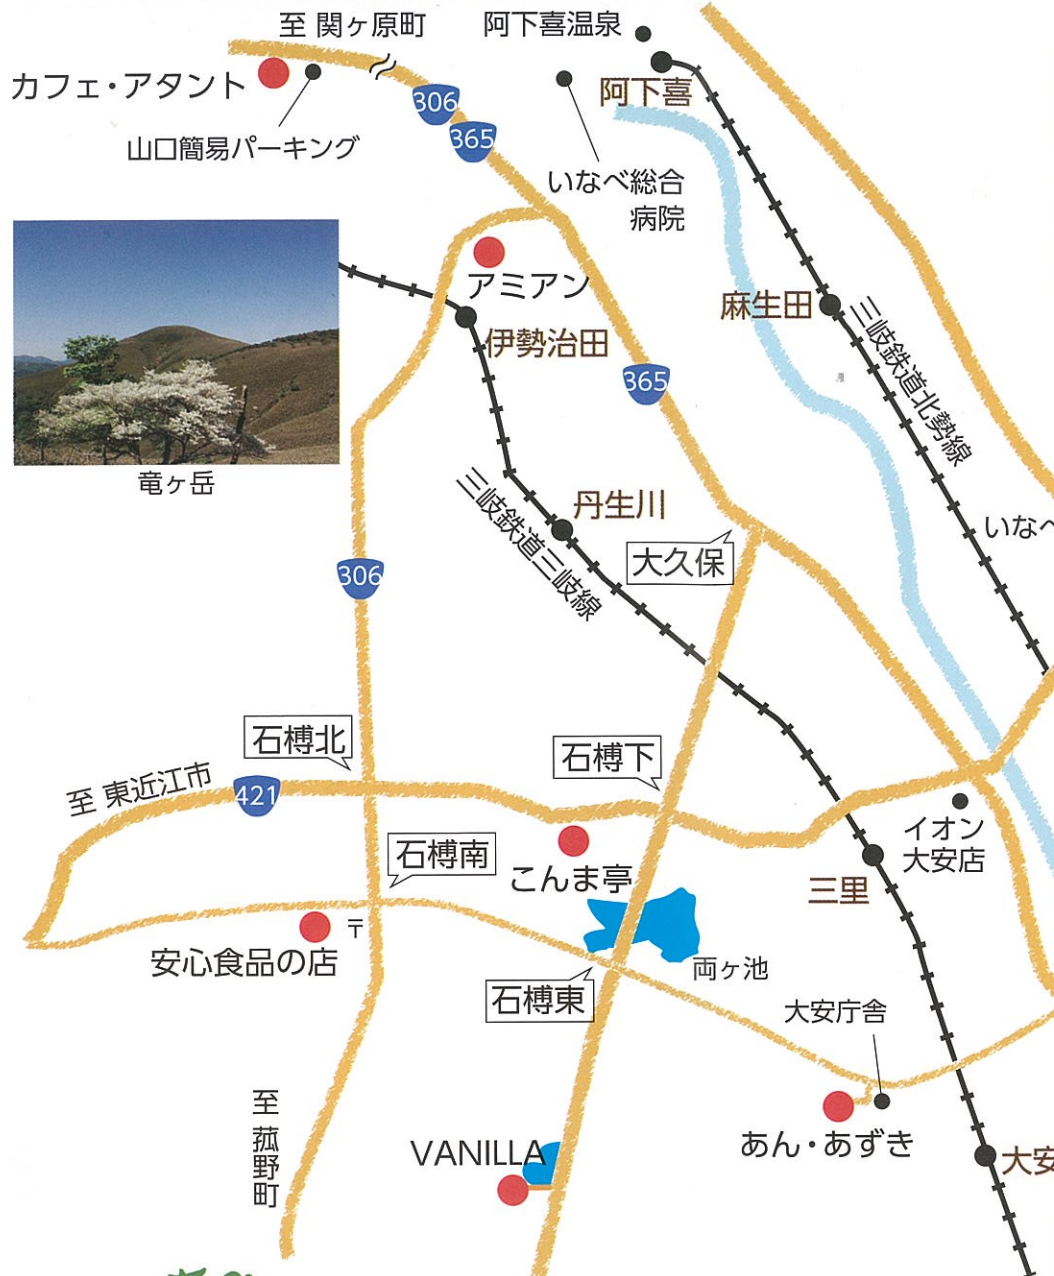 至 関ヶ原町
阿下喜温泉
カフェ・アタント
306
阿下喜
山口簡易パーキング
365
いなべ総合
病院
アミアン
麻生田
伊勢治田
三岐鉄道北勢線
365
竜ヶ岳
丹生川
三岐鉄道三岐線
いなべ
大久保
306
石榑北
石榑下
至 東近江市
421
イオン
大安店
石榑南
こんま亭
三里
〒
安心食品の店
両ヶ池
石榑東
大安庁舎
至 菰野町
あん・あずき
VANILLA
大安